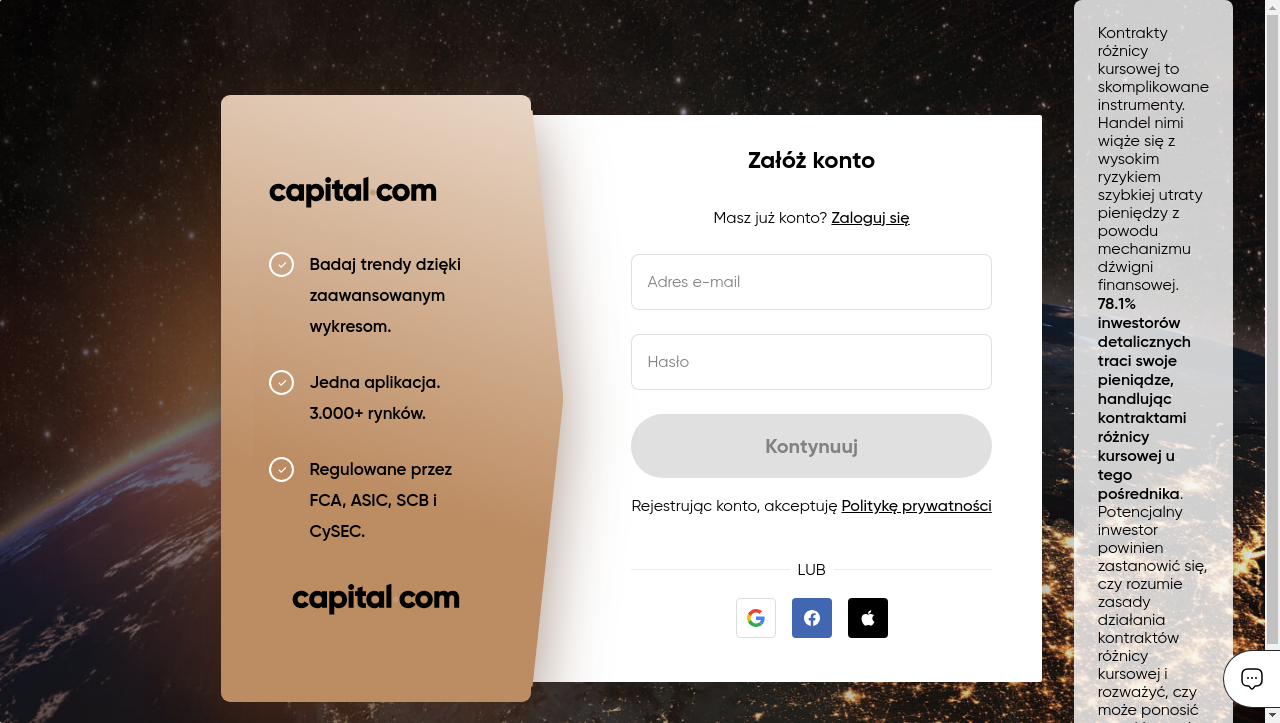 capital.com
Badaj trendy dzięki
zaawansowanym
wykresom.
Jedna aplikacja.
3.000+ rynków.
Regulowane przez
FCA, ASIC, SCB i
CySEC.
capital com
Załóż konto
Masz już konto? Zaloguj się
Adres e-mail
Hasło
Kontynuuj
Rejestrując konto, akceptuję Politykę prywatności
LUB
Kontrakty
różnicy
kursowej to
skomplikowane
instrumenty.
Handel nimi
wiąże się z
wysokim
ryzykiem
szybkiej utraty
pieniędzy z
powodu
mechanizmu
dźwigni
finansowej.
78.1%
inwestorów
detalicznych
traci swoje
pieniądze,
handlując
kontraktami
różnicy
kursowej u
tego
pośrednika.
Potencjalny
inwestor
powinien
zastanowić się,
czy rozumie
zasady
działania
kontraktów
różnicy
kursowej i
rozważyć, czy
może ponosić